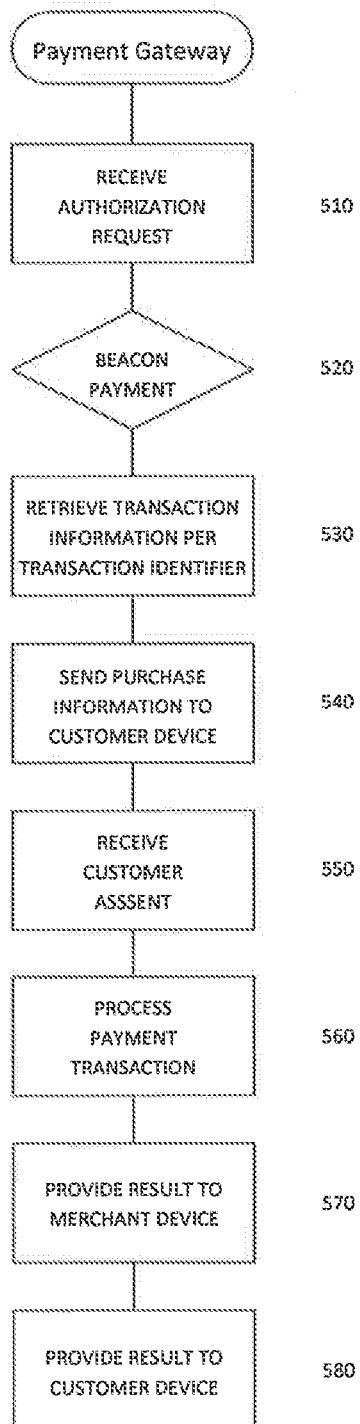 Payment Gateway
RECEIVE
AUTHORIZATION
REQUEST
510
BEACON
PAYMENT
520
RETRIEVE TRANSACTION
INFORMATION PER
TRANSACTION IDENTIFIER
530
SEND PURCHASE
INFORMATION TO
CUSTOMER DEVICE
540
RECEIVE
CUSTOMER
ASSSENT
550
PROCESS
PAYMENT
TRANSACTION
560
PROVIDE RESULT TO
MERCHANT DEVICE
570
PROVIDE RESULT TO
CUSTOMER DEVICE
580